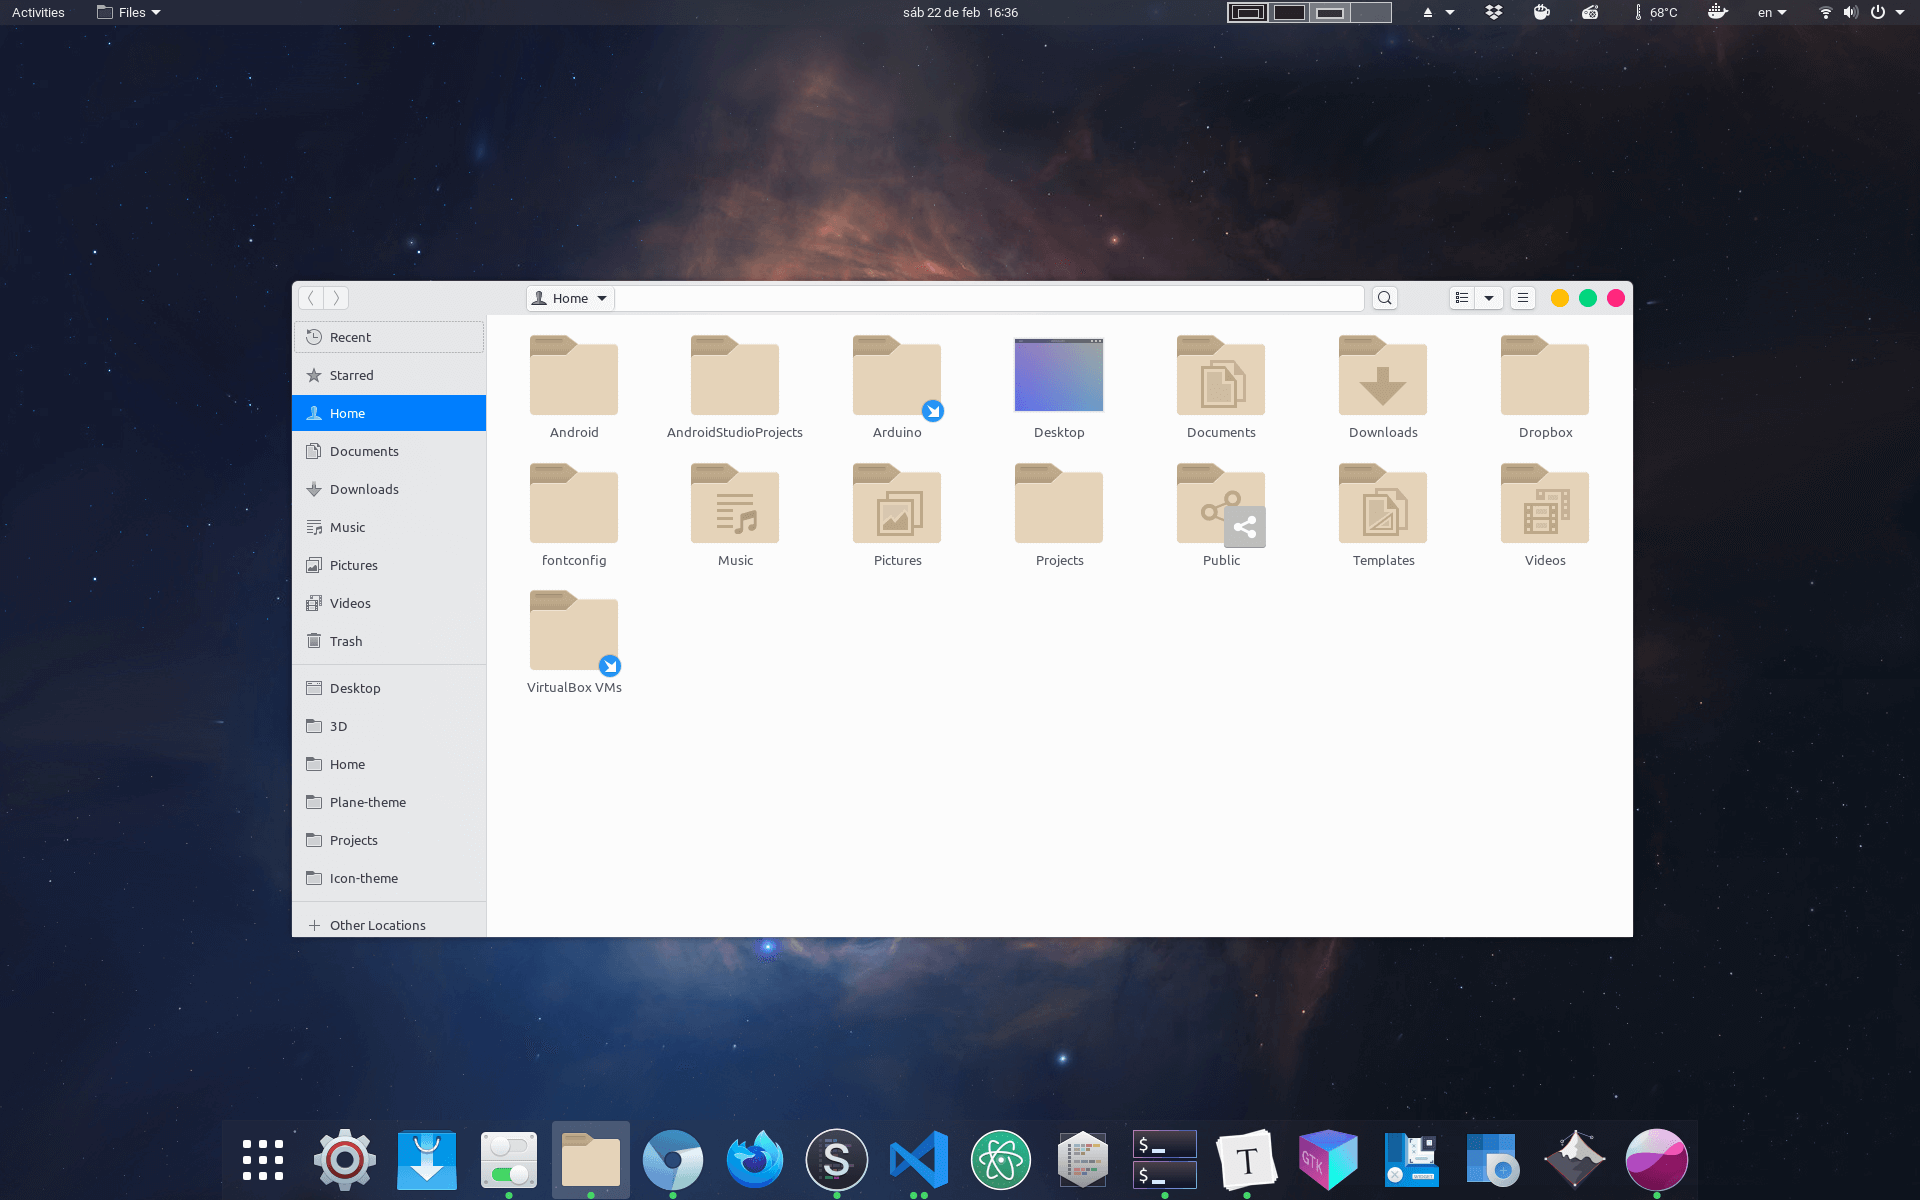 Activities Files sáb 22 de feb 16:36 68°C en
Home
Recent
Starred
Home
Documents
Downloads
Music
Pictures
Videos
Trash
Desktop
3D
Home
Plane-theme
Projects
Icon-theme
Other Locations
Android AndroidStudioProjects Arduino Desktop Documents Downloads Dropbox
fontconfig Music Pictures Projects Public Templates Videos
VirtualBox VMs
S $ _ T GTK
$ _